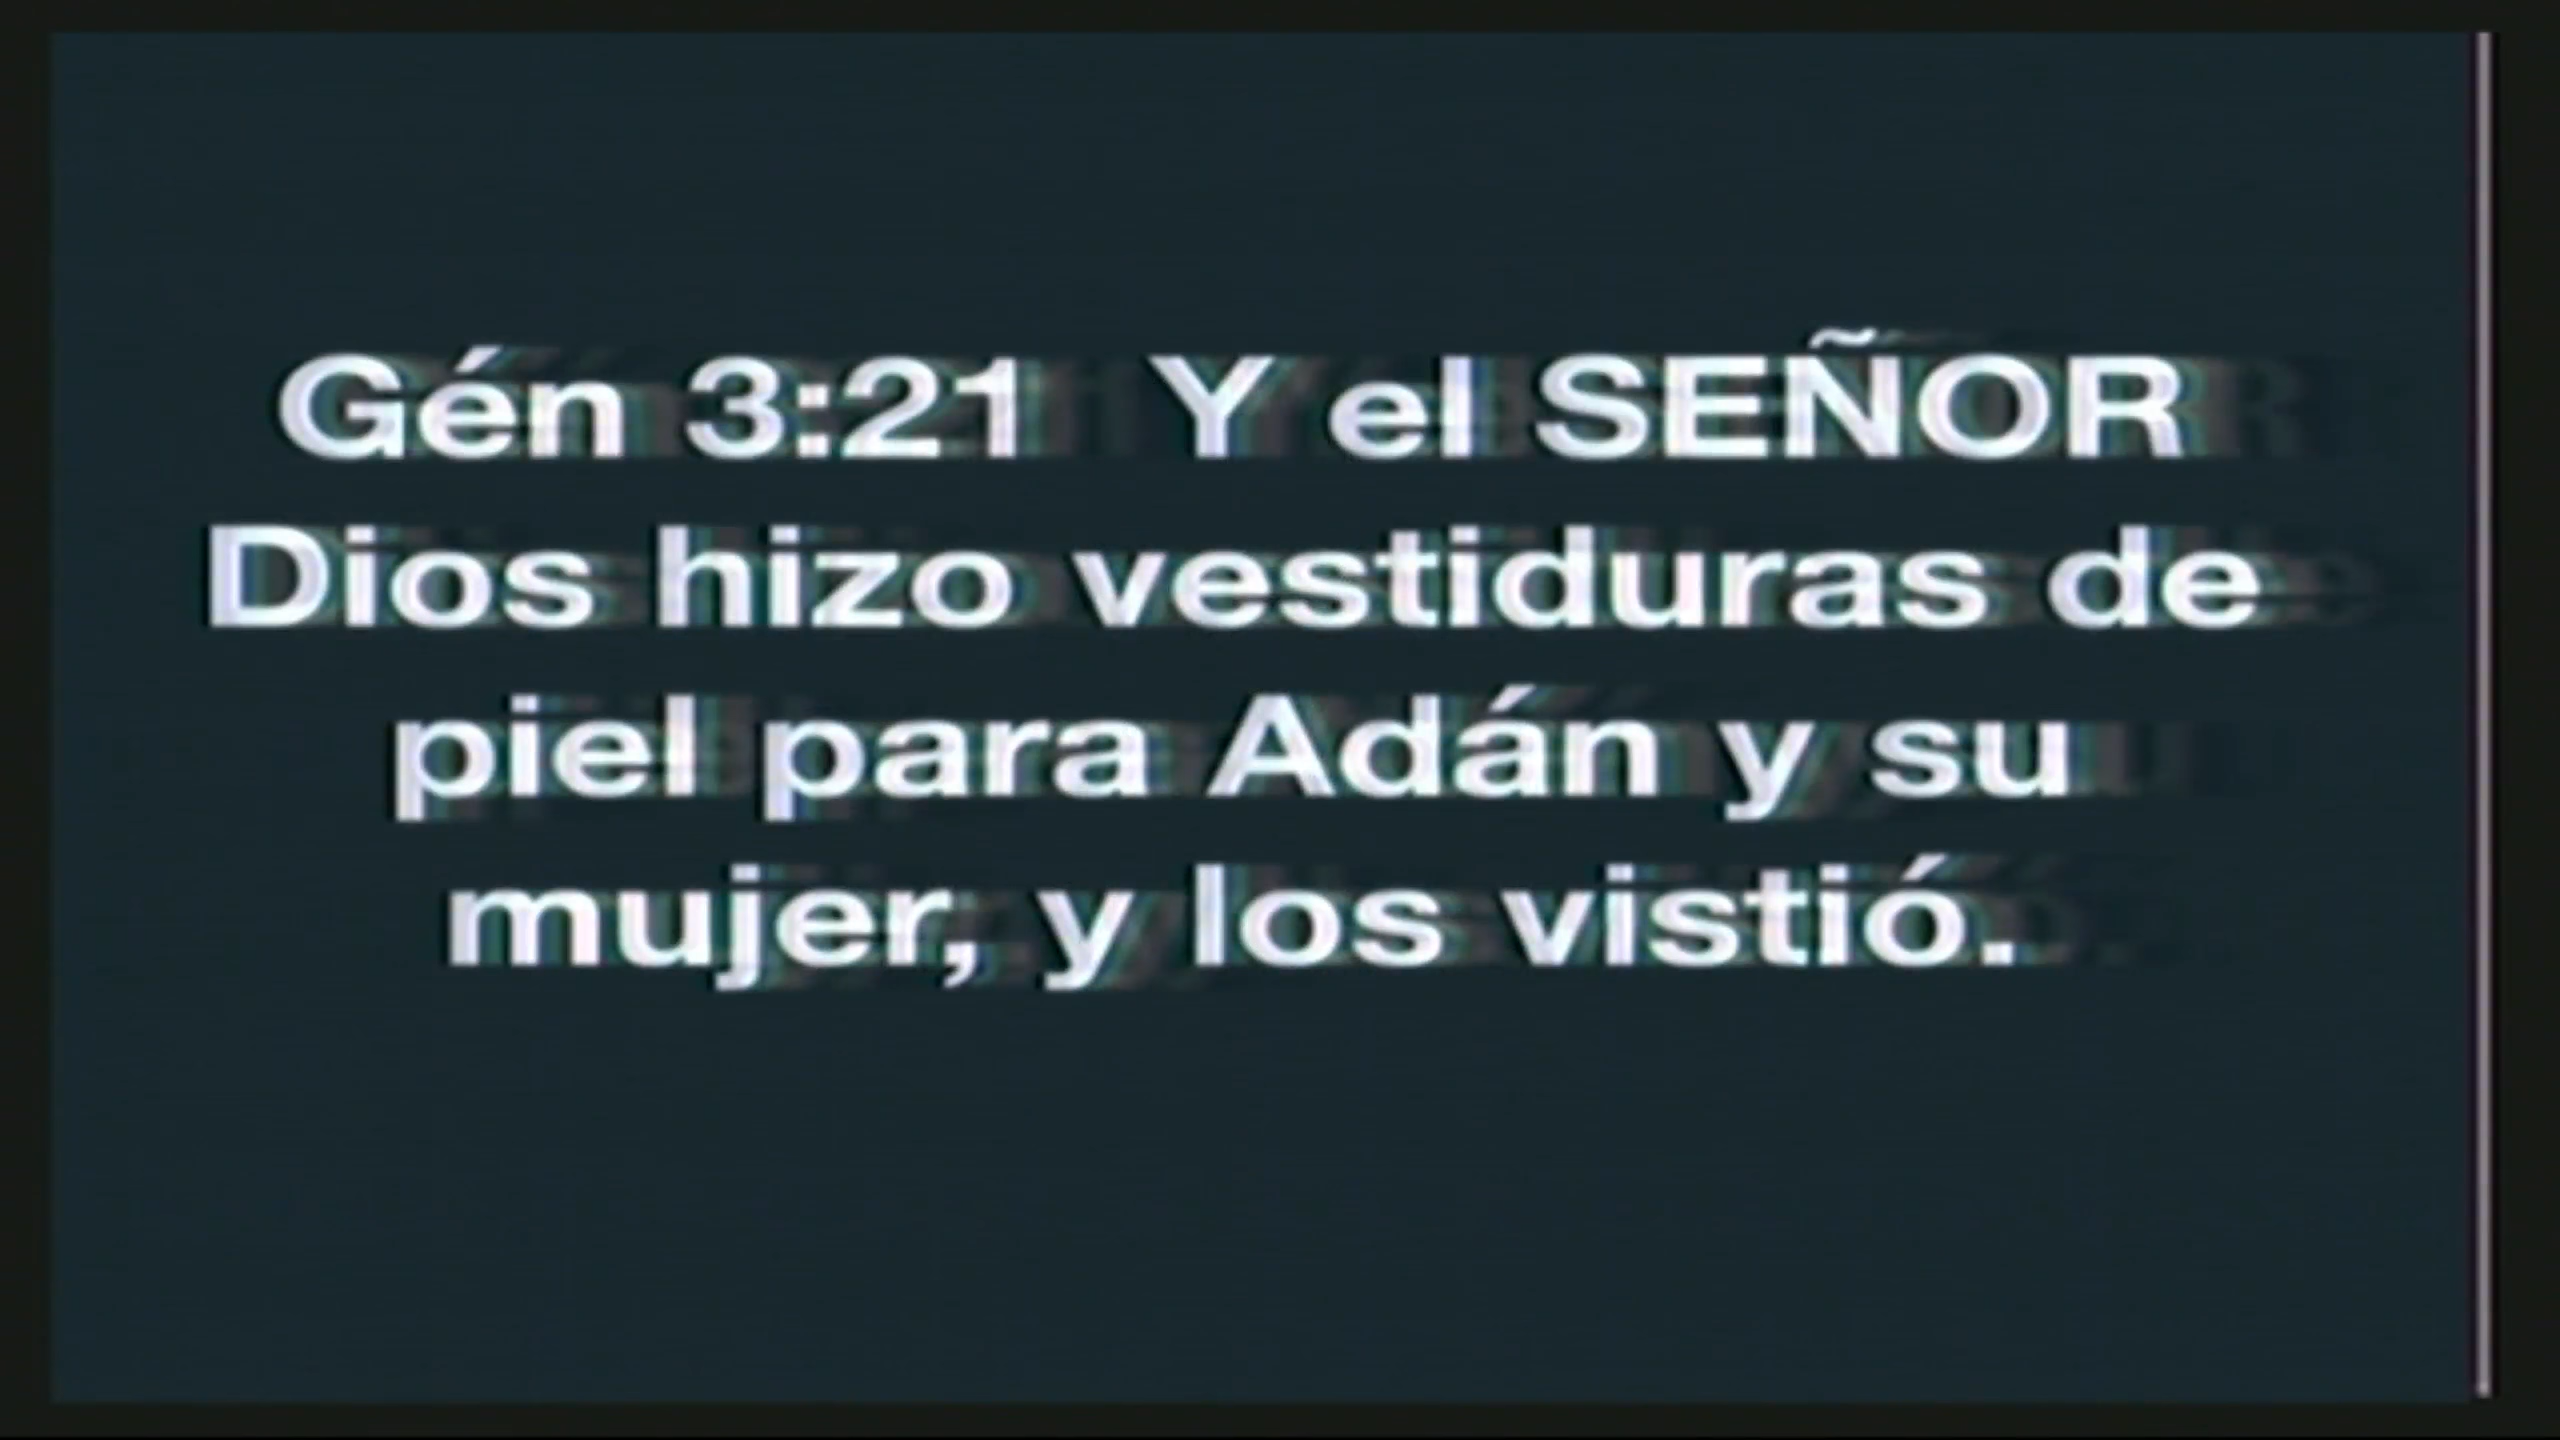 Gén 3:21  Y el SEÑOR
Dios hizo vestiduras de
piel para Adán y su
mujer, y los vistió.